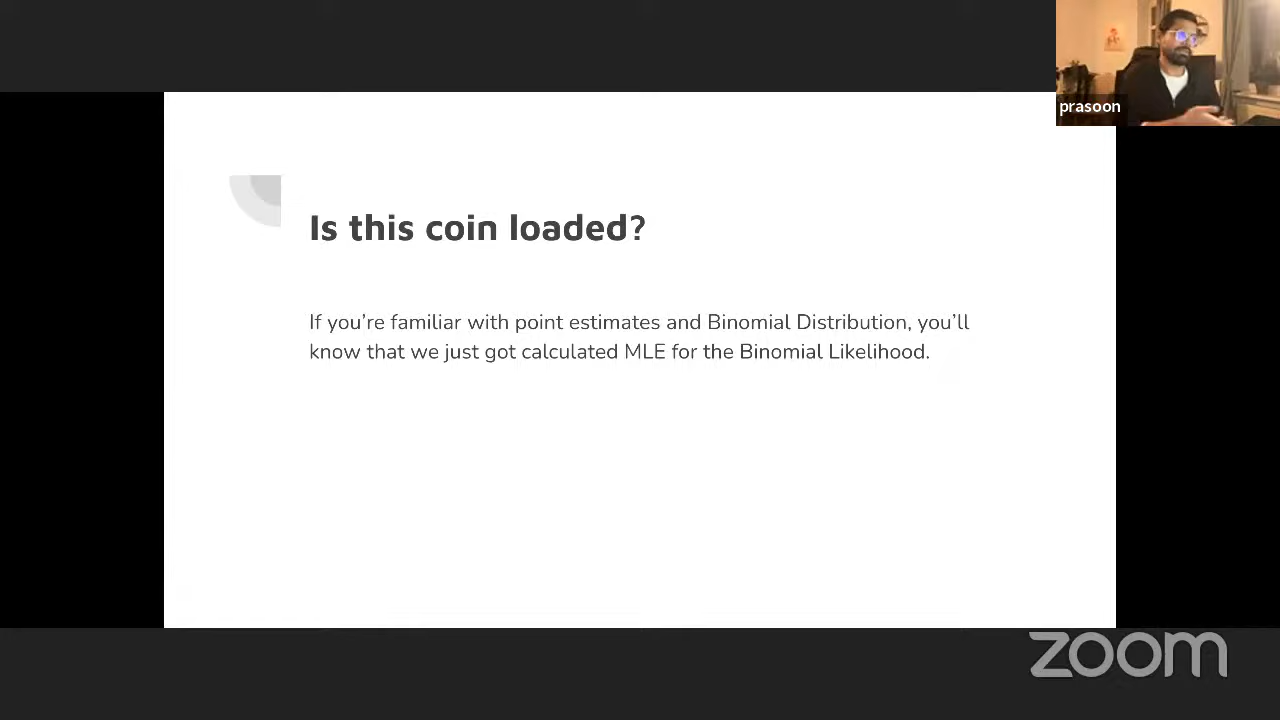 prasoon
Is this coin loaded?
If you're familiar with point estimates and Binomial Distribution, you'll
know that we just got calculated MLE for the Binomial Likelihood.
zoom